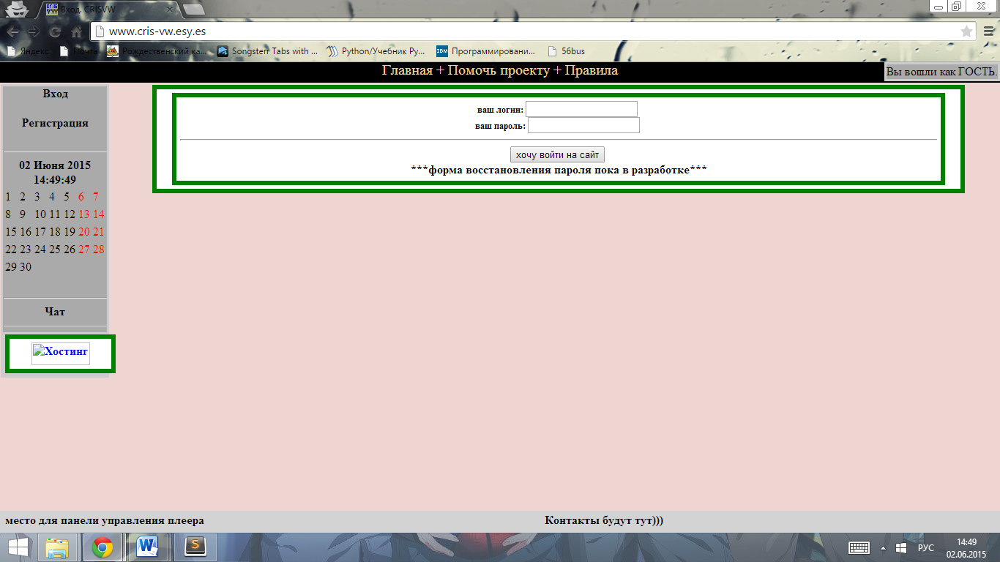 Вход. CRISVW
www.cris-vw.esy.es
Яндекс Почта Рождественский ка... Songsterr Tabs with ... Python/Учебник Py... IBM Программировани... 56bus
Главная + Помочь проекту + Правила
Вы вошли как ГОСТЬ.
Вход
Регистрация
02 Июня 2015
14:49:49
1 2 3 4 5 6 7
8 9 10 11 12 13 14
15 16 17 18 19 20 21
22 23 24 25 26 27 28
29 30
Чат
Хостинг
ваш логин:
ваш пароль:
хочу войти на сайт
***форма восстановления пароля пока в разработке***
место для панели управления плеера
Контакты будут тут)))
РУС
14:49
02.06.2015